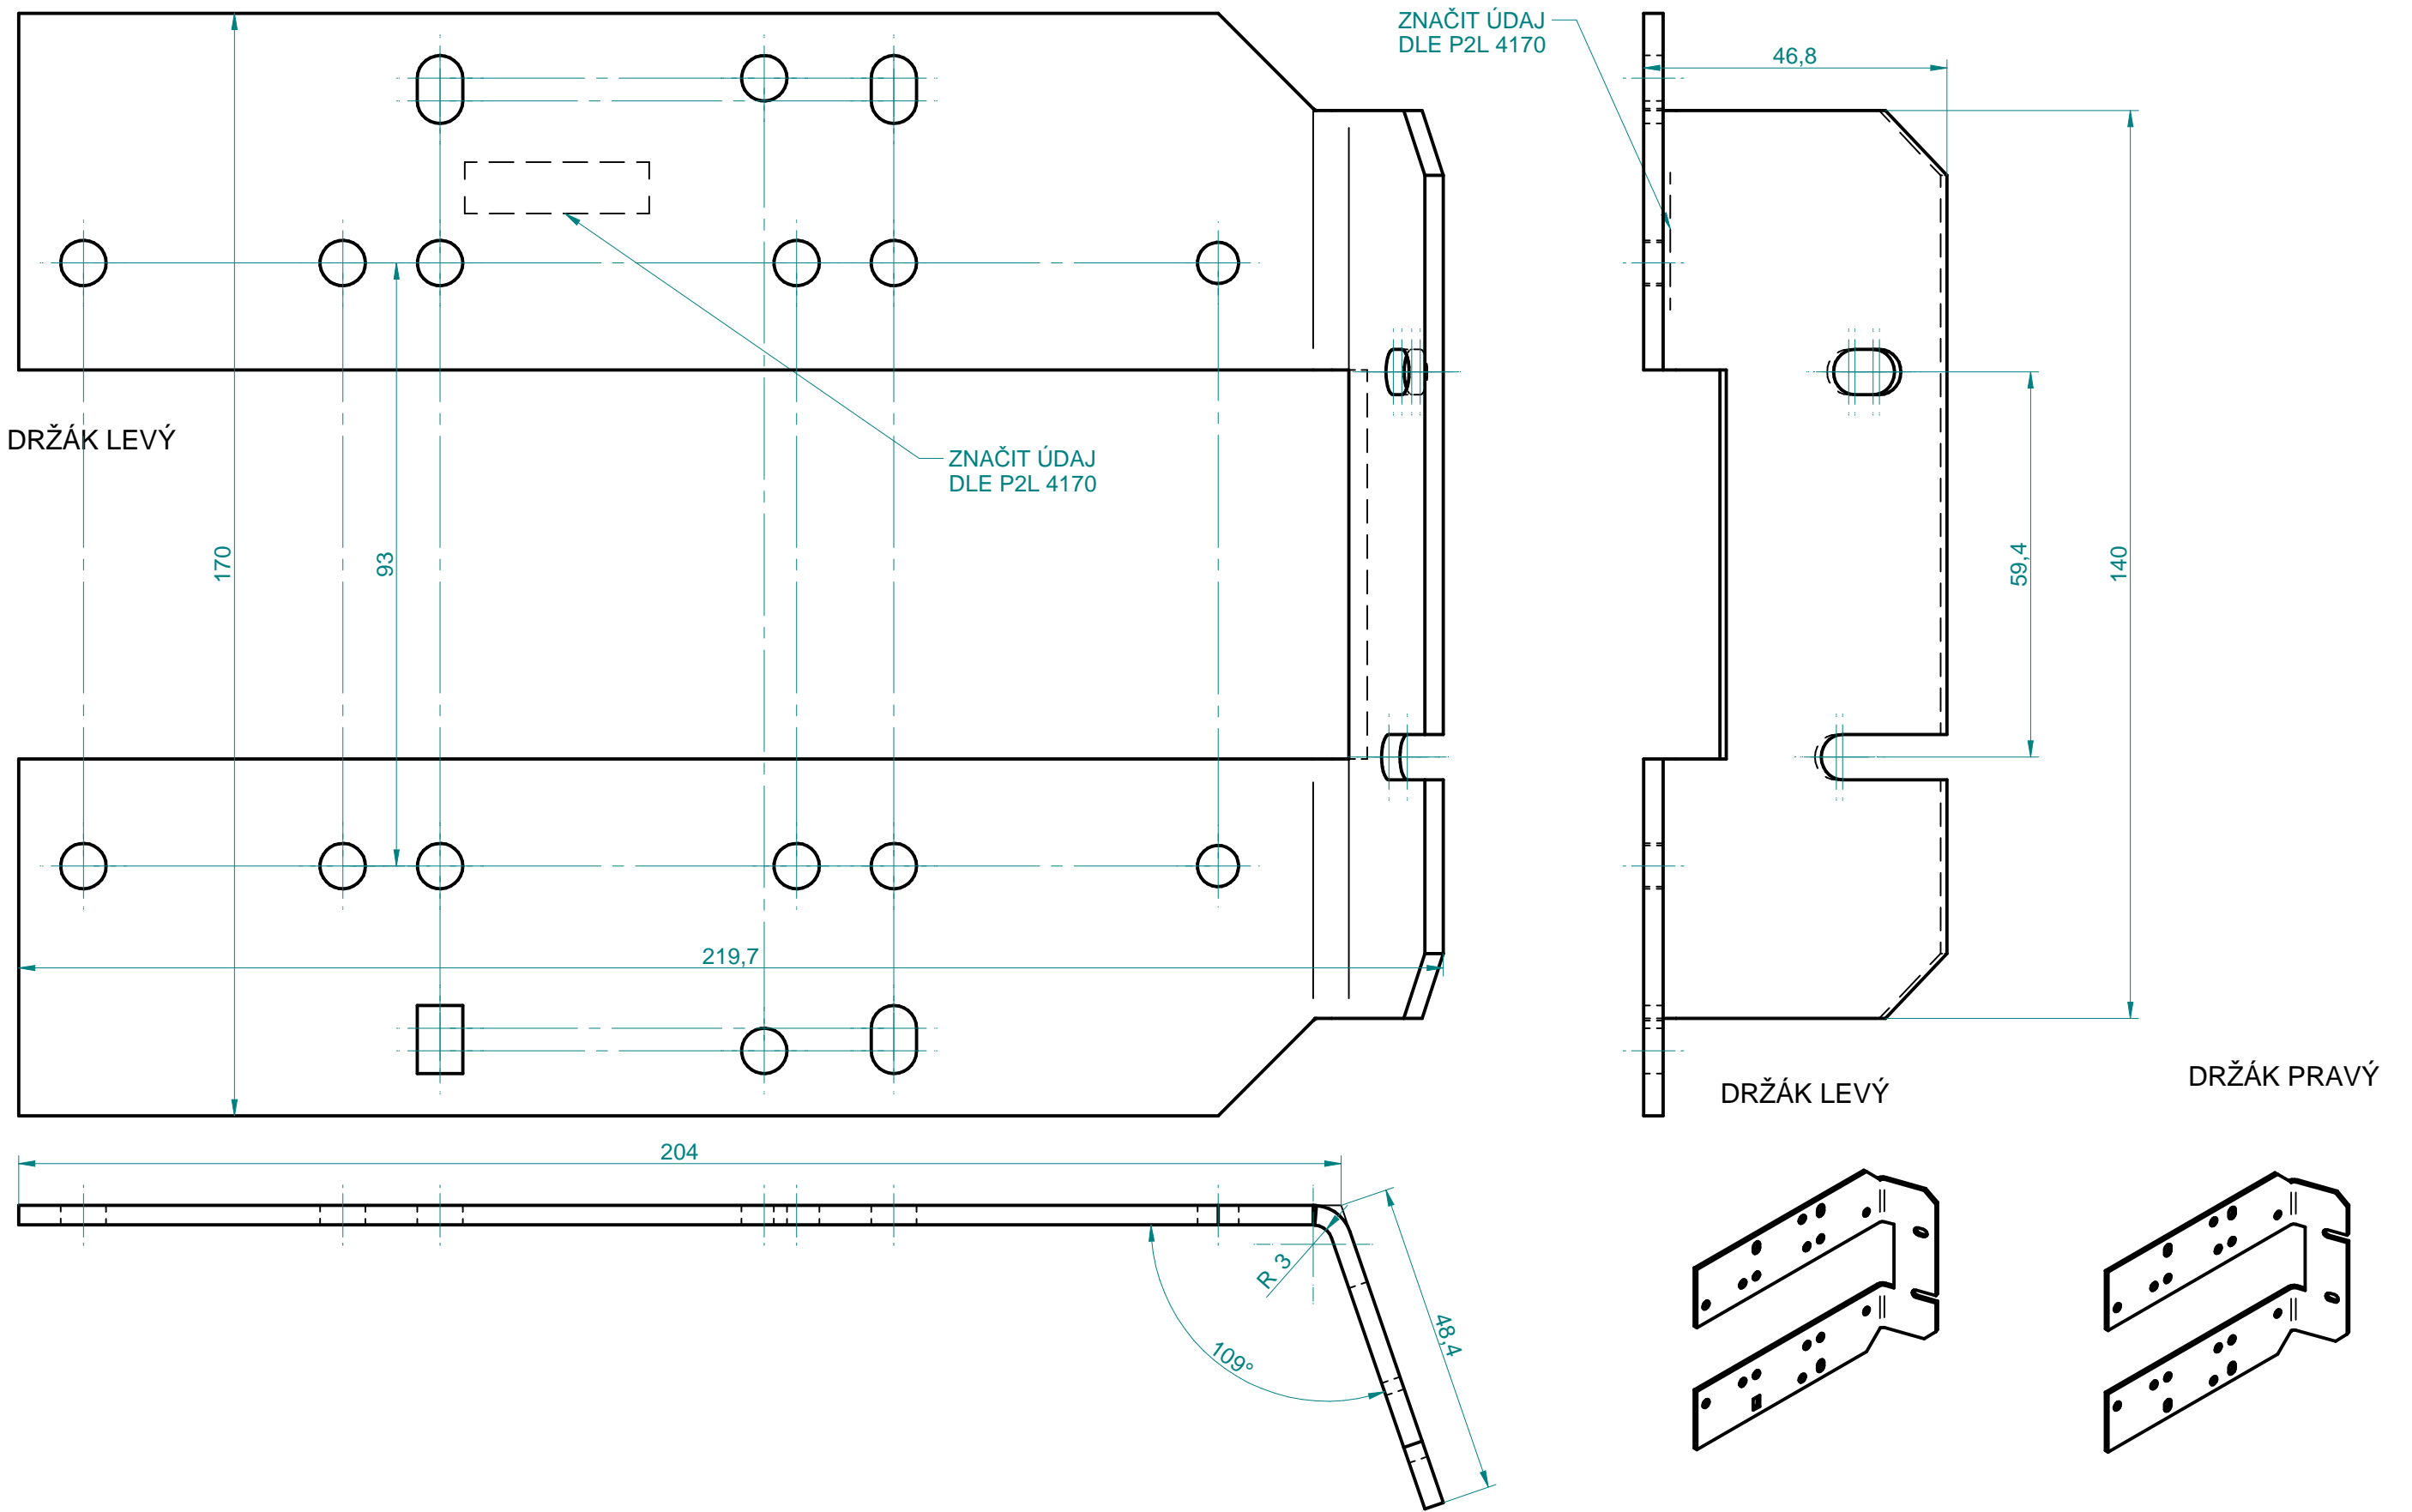 ZNAČIT ÚDAJ
DLE P2L 4170
46,8
DRŽÁK LEVÝ
ZNAČIT ÚDAJ
DLE P2L 4170
170
93
59,4
140
219,7
DRŽÁK LEVÝ
DRŽÁK PRAVÝ
204
R 3
109°
48,4